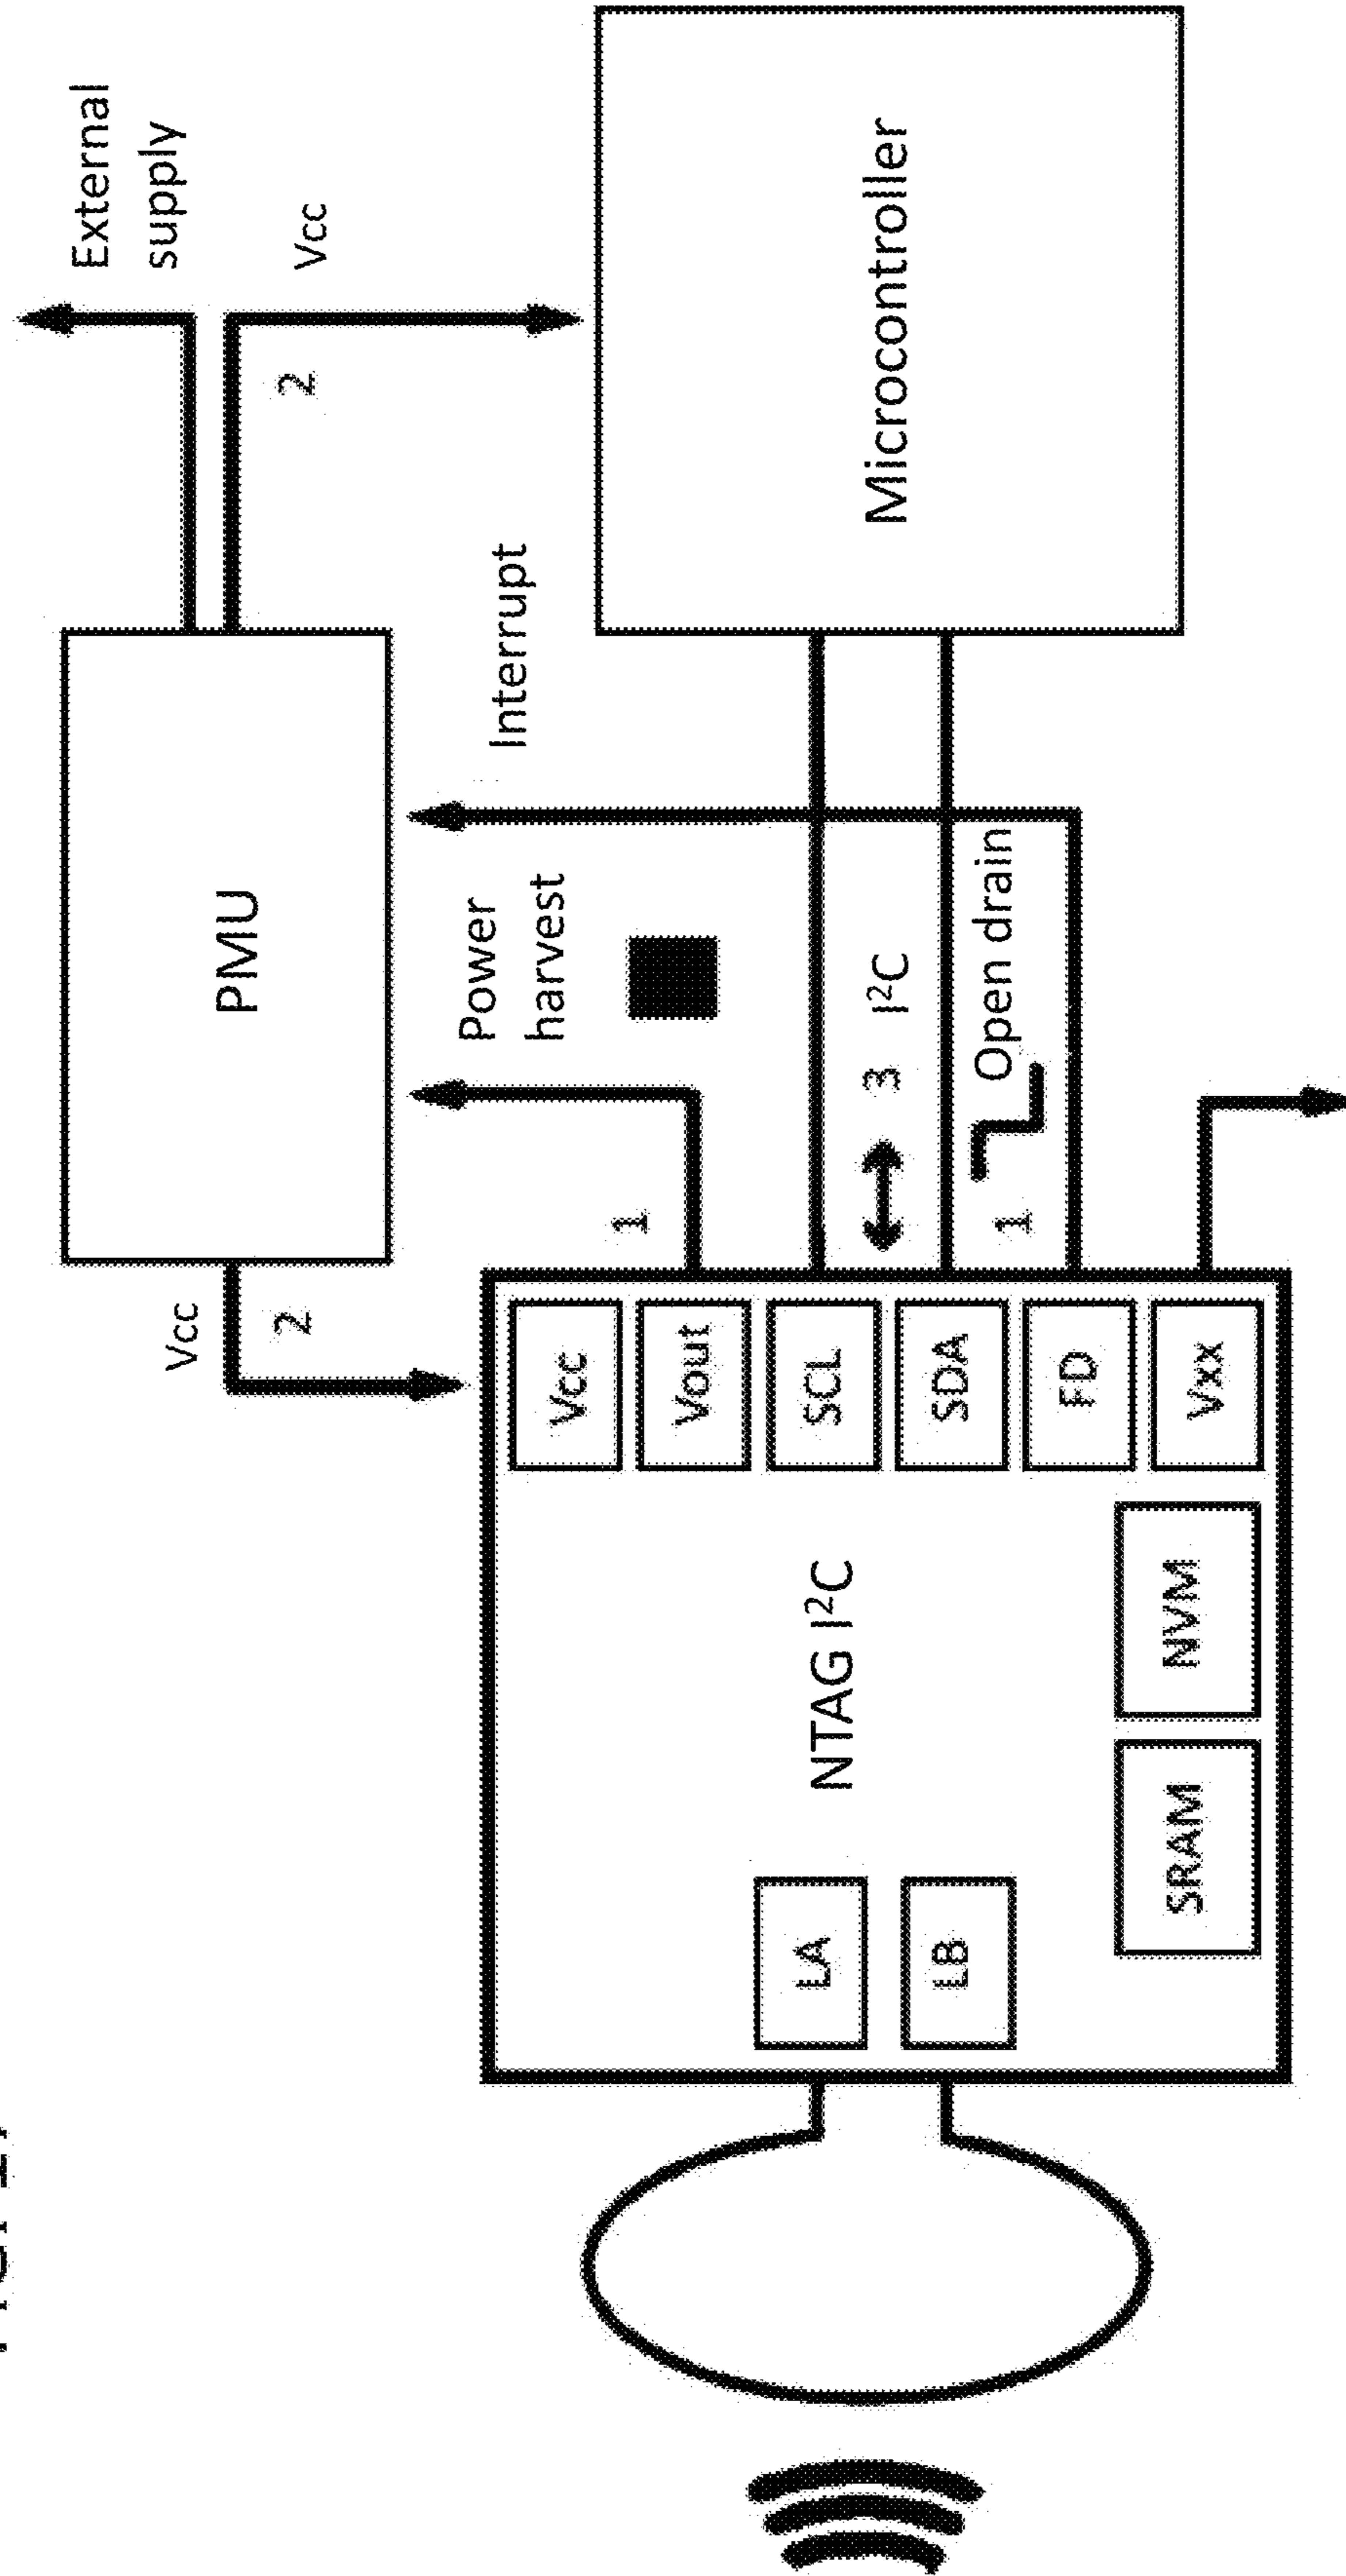 External
supply
Vcc
PMU
Vcc
2
2
Power
harvest
Interrupt
Vcc
Vout
1
SCL
SDA
FD
Vxx
3
I²C
1
Open drain
LA
LB
NTAG I²C
SRAM
NVM
Microcontroller